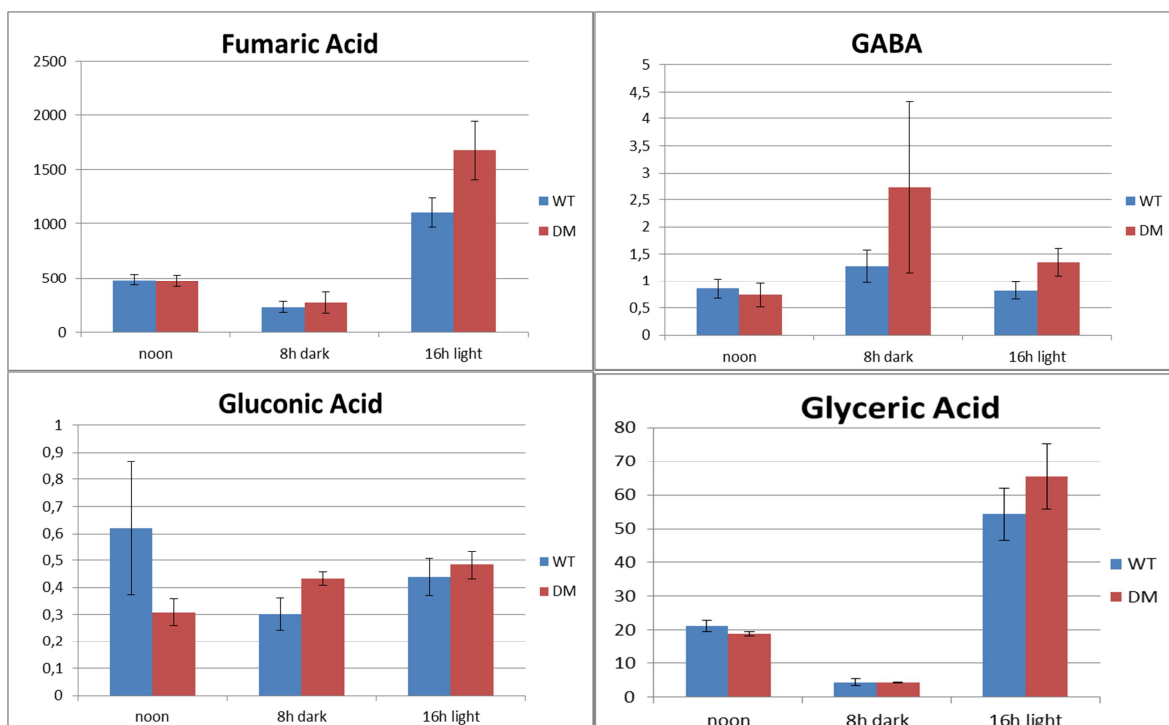 Fumaric Acid
2500
2000
1500
1000
500
0
noon 8h dark 16h light
WT
DM
GABA
5
4,5
4
3,5
3
2,5
2
1,5
1
0,5
0
noon 8h dark 16h light
WT
DM
Gluconic Acid
1
0,9
0,8
0,7
0,6
0,5
0,4
0,3
0,2
0,1
0
noon 8h dark 16h light
WT
DM
Glyceric Acid
80
70
60
50
40
30
20
10
0
noon 8h dark 16h light
WT
DM